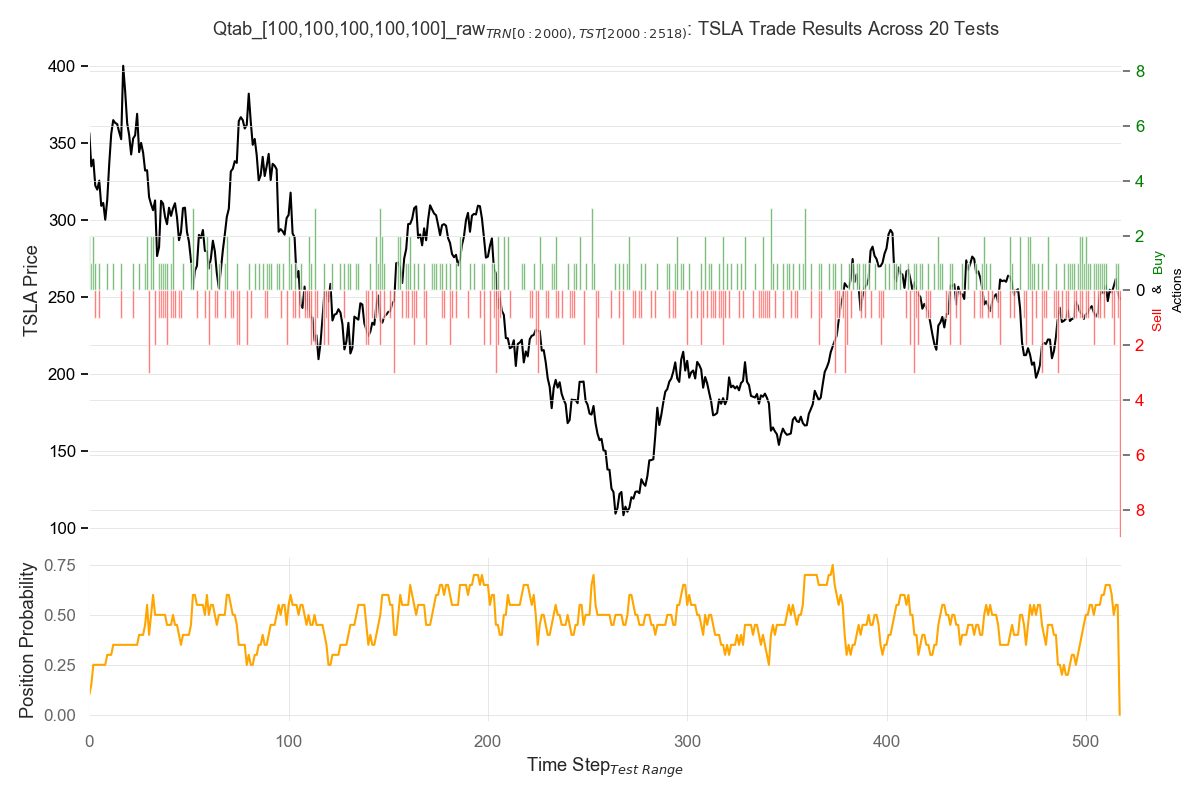 Qtab_[100,100,100,100,100]_raw_TRN[0:2000),TST[2000:2518): TSLA Trade Results Across 20 Tests
TSLA Price
400
350
300
250
200
150
100
8
6
4
2
0
2
4
6
8
Sell & Buy
Actions
Position Probability
0.75
0.50
0.25
0.00
0 100 200 300 400 500
Time Step Test Range